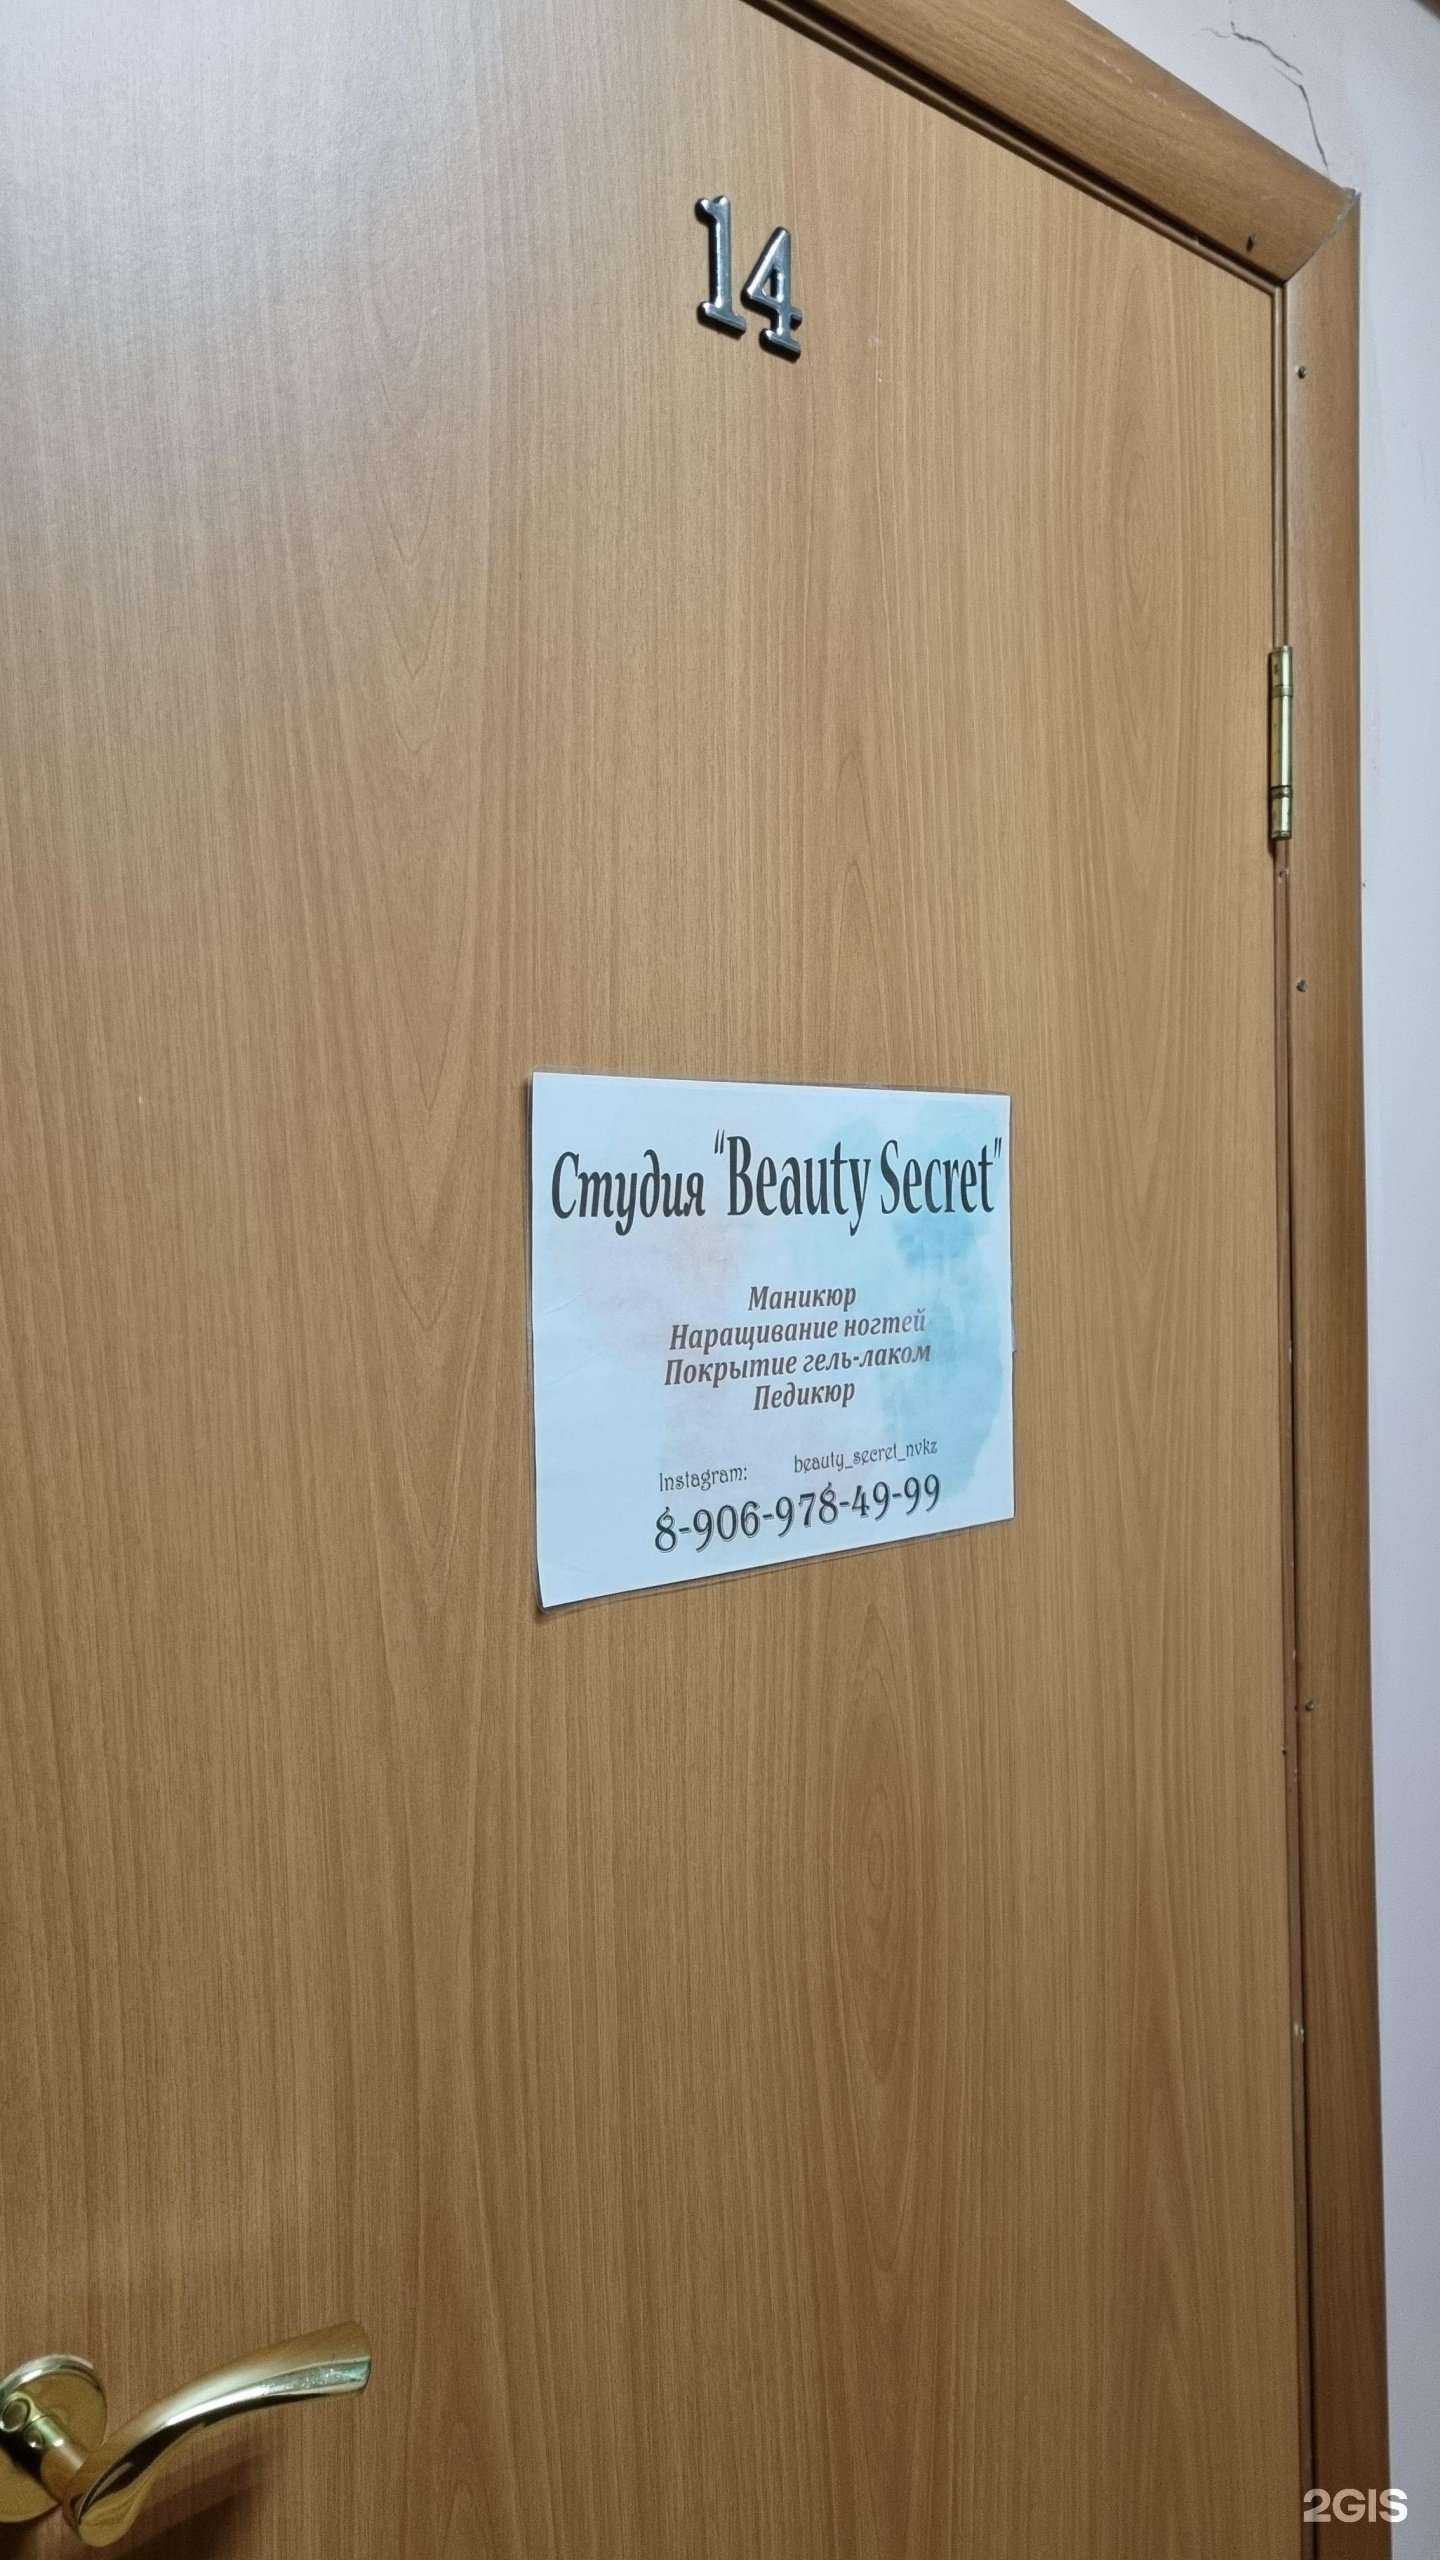 14
Студия "Beauty Secret"
Маникюр
Наращивание ногтей
Покрытие гель-лаком
Педикюр
Instagram: beauty_secret_nvkz
8-906-978-49-99
2GIS